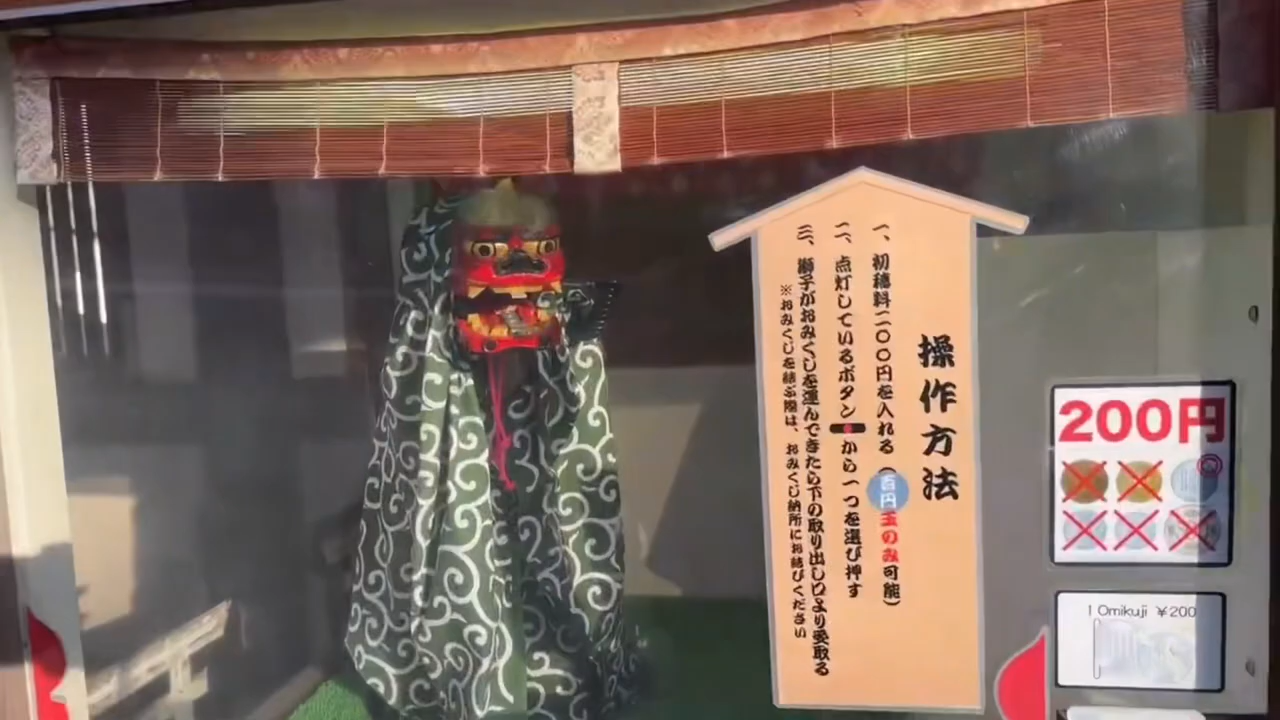 操作方法
一、初穂料二〇〇円を入れる（百円玉のみ可能）
二、点灯しているボタンから一つを選び押す
三、獅子がおみくじを運んできたら下の取り出し口より受取る
※おみくじを結ぶ際は、おみくじ納所にお結びください
200円
1 Omikuji ¥200